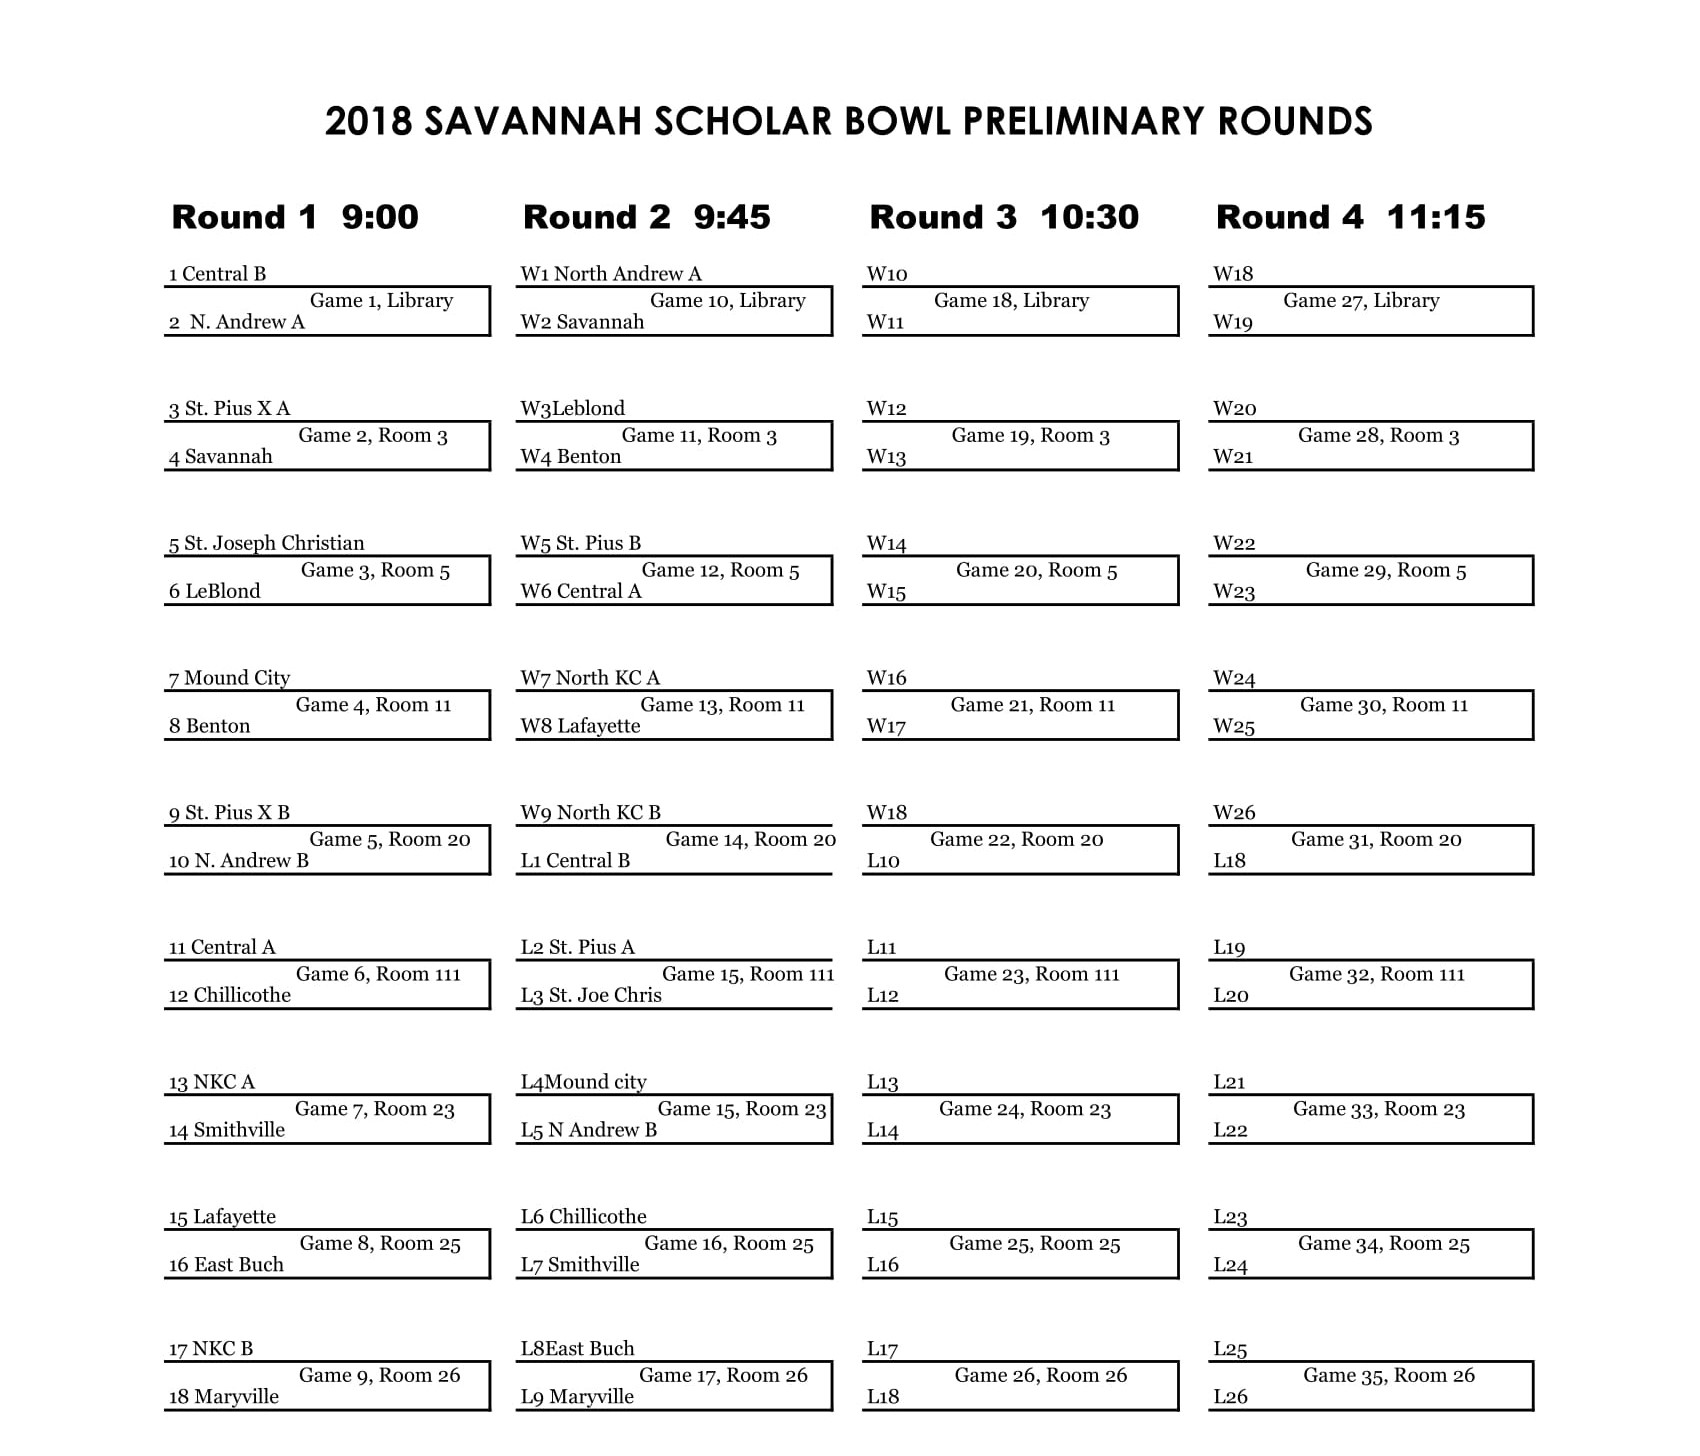 2018 SAVANNAH SCHOLAR BOWL PRELIMINARY ROUNDS
Round 1 9:00
1 Central B
Game 1, Library
2 N. Andrew A
3 St. Pius X A
Game 2, Room 3
4 Savannah
5 St. Joseph Christian
Game 3, Room 5
6 LeBlond
7 Mound City
Game 4, Room 11
8 Benton
9 St. Pius X B
Game 5, Room 20
10 N. Andrew B
11 Central A
Game 6, Room 111
12 Chillicothe
13 NKC A
Game 7, Room 23
14 Smithville
15 Lafayette
Game 8, Room 25
16 East Buch
17 NKC B
Game 9, Room 26
18 Maryville
Round 2 9:45
W1 North Andrew A
Game 10, Library
W2 Savannah
W3Leblond
Game 11, Room 3
W4 Benton
W5 St. Pius B
Game 12, Room 5
W6 Central A
W7 North KC A
Game 13, Room 11
W8 Lafayette
W9 North KC B
Game 14, Room 20
L1 Central B
L2 St. Pius A
Game 15, Room 111
L3 St. Joe Chris
L4Mound city
Game 15, Room 23
L5 N Andrew B
L6 Chillicothe
Game 16, Room 25
L7 Smithville
L8East Buch
Game 17, Room 26
L9 Maryville
Round 3 10:30
W10
Game 18, Library
W11
W12
Game 19, Room 3
W13
W14
Game 20, Room 5
W15
W16
Game 21, Room 11
W17
W18
Game 22, Room 20
L10
L11
Game 23, Room 111
L12
L13
Game 24, Room 23
L14
L15
Game 25, Room 25
L16
L17
Game 26, Room 26
L18
Round 4 11:15
W18
Game 27, Library
W19
W20
Game 28, Room 3
W21
W22
Game 29, Room 5
W23
W24
Game 30, Room 11
W25
W26
Game 31, Room 20
L18
L19
Game 32, Room 111
L20
L21
Game 33, Room 23
L22
L23
Game 34, Room 25
L24
L25
Game 35, Room 26
L26